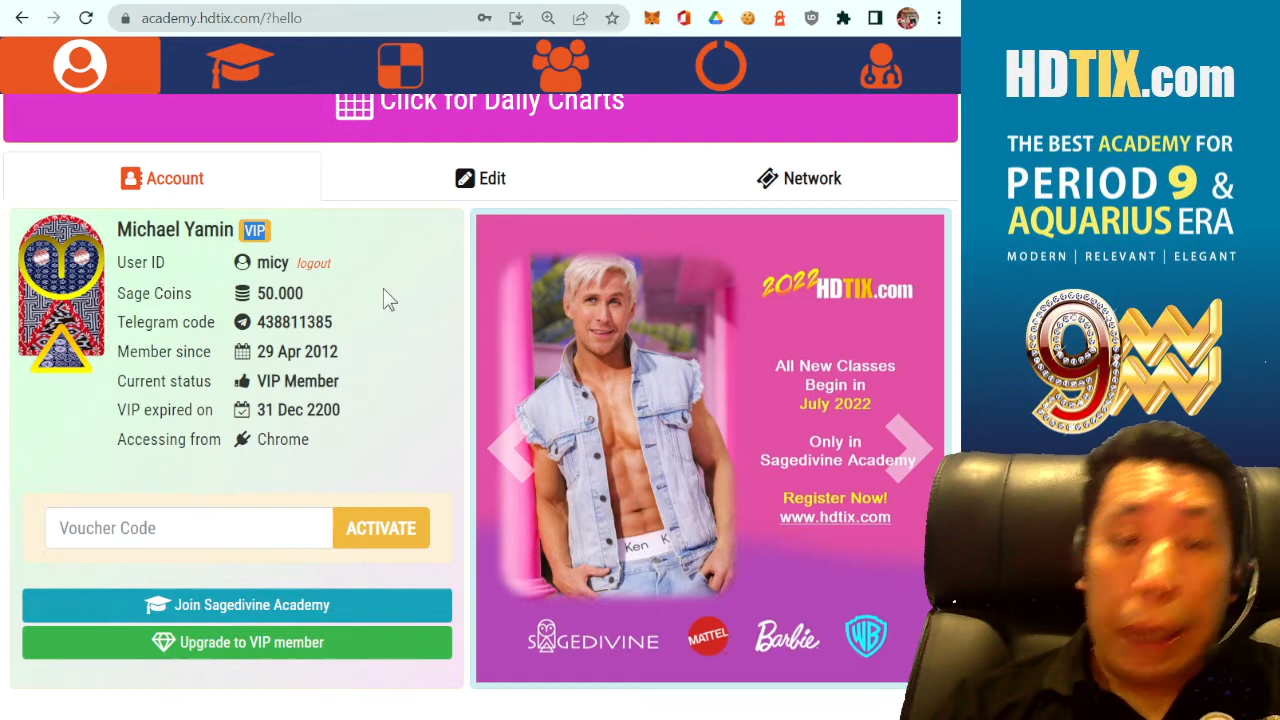 academy.hdtix.com/?hello
Click for Daily Charts
Account
Edit
Network
Michael Yamin VIP
User ID micy logout
Sage Coins 50.000
Telegram code 438811385
Member since 29 Apr 2012
Current status VIP Member
VIP expired on 31 Dec 2200
Accessing from Chrome
Voucher Code
ACTIVATE
Join Sagedivine Academy
Upgrade to VIP member
2022 HDTIX.com
All New Classes
Begin in
July 2022
Only in
Sagedivine Academy
Register Now!
www.hdtix.com
Ken K
SAGEDIVINE
MATTEL
Barbie
WB
HDTIX.com
THE BEST ACADEMY FOR
PERIOD 9 &
AQUARIUS ERA
MODERN | RELEVANT | ELEGANT
9